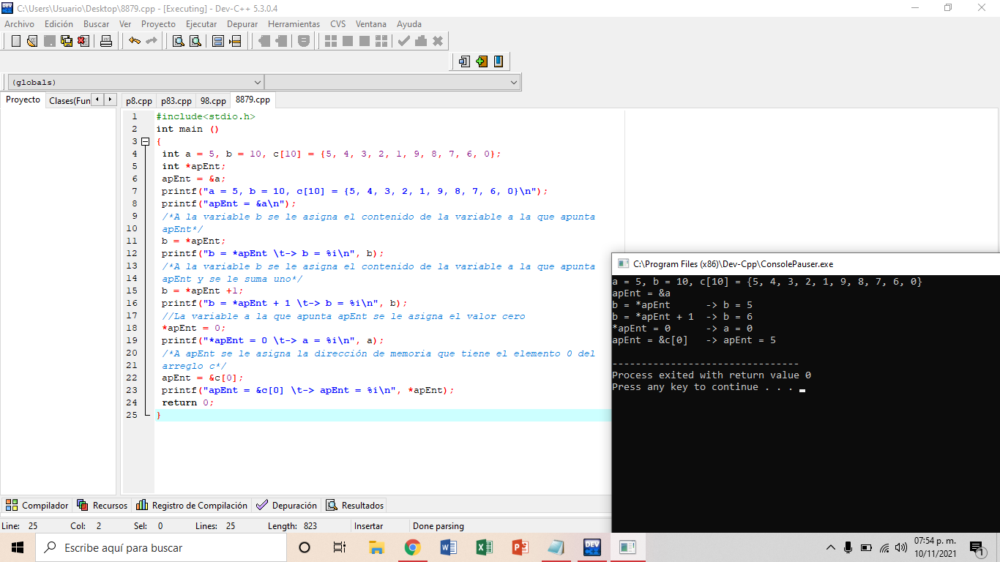 C:\Users\Usuario\Desktop\8879.cpp - [Executing] - Dev-C++ 5.3.0.4
Archivo Edición Buscar Ver Proyecto Ejecutar Depurar Herramientas CVS Ventana Ayuda
(globals)
Proyecto Clases(Fun p8.cpp p83.cpp 98.cpp 8879.cpp
1 #include<stdio.h>
2 int main ()
3 {
4 int a = 5, b = 10, c[10] = {5, 4, 3, 2, 1, 9, 8, 7, 6, 0};
5 int *apEnt;
6 apEnt = &a;
7 printf("a = 5, b = 10, c[10] = {5, 4, 3, 2, 1, 9, 8, 7, 6, 0}\n");
8 printf("apEnt = &a\n");
9 /*A la variable b se le asigna el contenido de la variable a la que apunta
10 apEnt*/
11 b = *apEnt;
12 printf("b = *apEnt \t-> b = %i\n", b);
13 /*A la variable b se le asigna el contenido de la variable a la que apunta
14 apEnt y se le suma uno*/
15 b = *apEnt +1;
16 printf("b = *apEnt + 1 \t-> b = %i\n", b);
17 //La variable a la que apunta apEnt se le asigna el valor cero
18 *apEnt = 0;
19 printf("*apEnt = 0 \t-> a = %i\n", a);
20 /*A apEnt se le asigna la dirección de memoria que tiene el elemento 0 del
21 arreglo c*/
22 apEnt = &c[0];
23 printf("apEnt = &c[0] \t-> apEnt = %i\n", *apEnt);
24 return 0;
25 }
C:\Program Files (x86)\Dev-Cpp\ConsolePauser.exe
a = 5, b = 10, c[10] = {5, 4, 3, 2, 1, 9, 8, 7, 6, 0}
apEnt = &a
b = *apEnt -> b = 5
b = *apEnt + 1 -> b = 6
*apEnt = 0 -> a = 0
apEnt = &c[0] -> apEnt = 5
--------------------------------
Process exited with return value 0
Press any key to continue . . .
Compilador Recursos Registro de Compilación Depuración Resultados
Line: 25 Col: 2 Sel: 0 Lines: 25 Length: 823 Insertar Done parsing
Escribe aquí para buscar
07:54 p. m.
10/11/2021
1